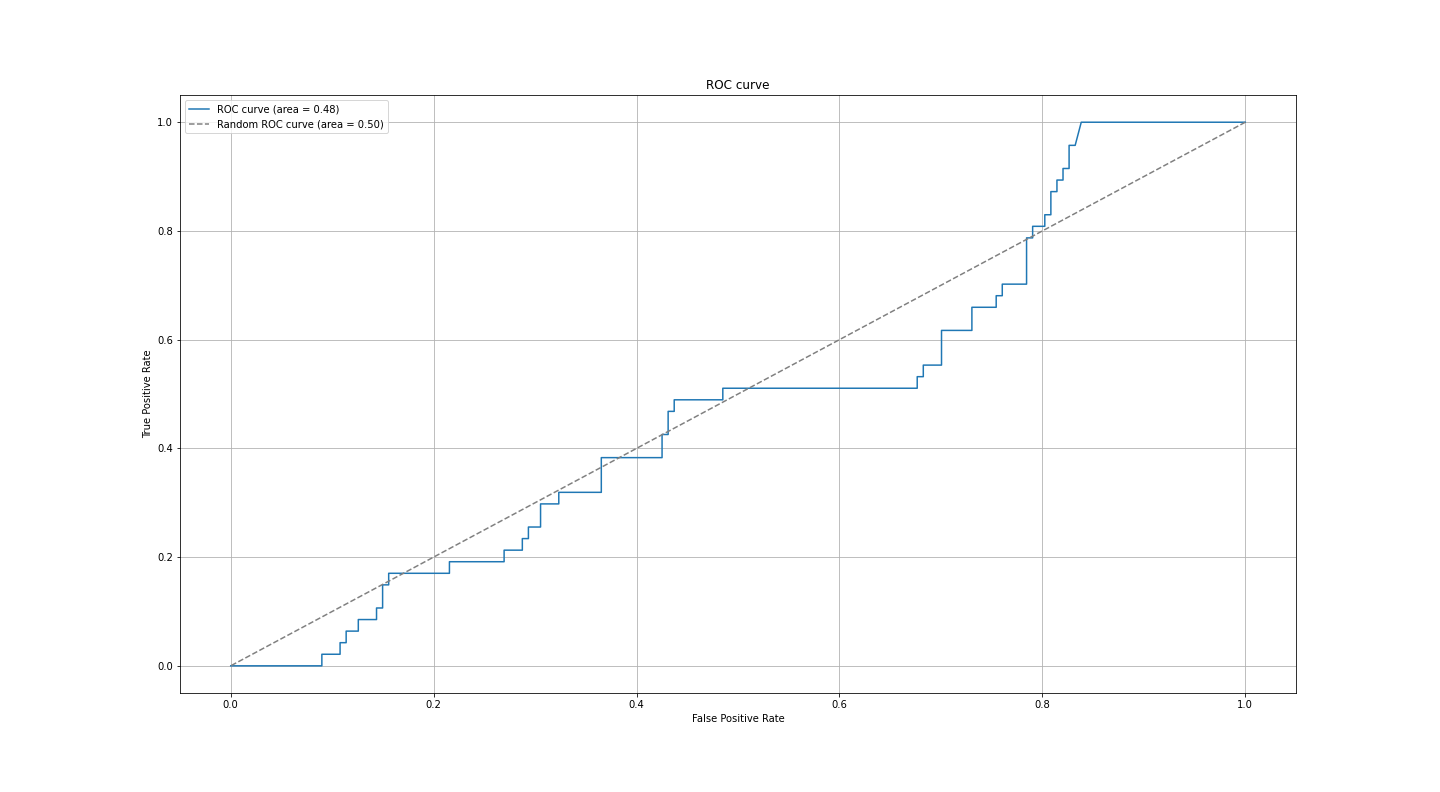 ROC curve
ROC curve (area = 0.48)
Random ROC curve (area = 0.50)
1.0
0.8
0.6
0.4
0.2
0.0
True Positive Rate
0.0 0.2 0.4 0.6 0.8 1.0
False Positive Rate